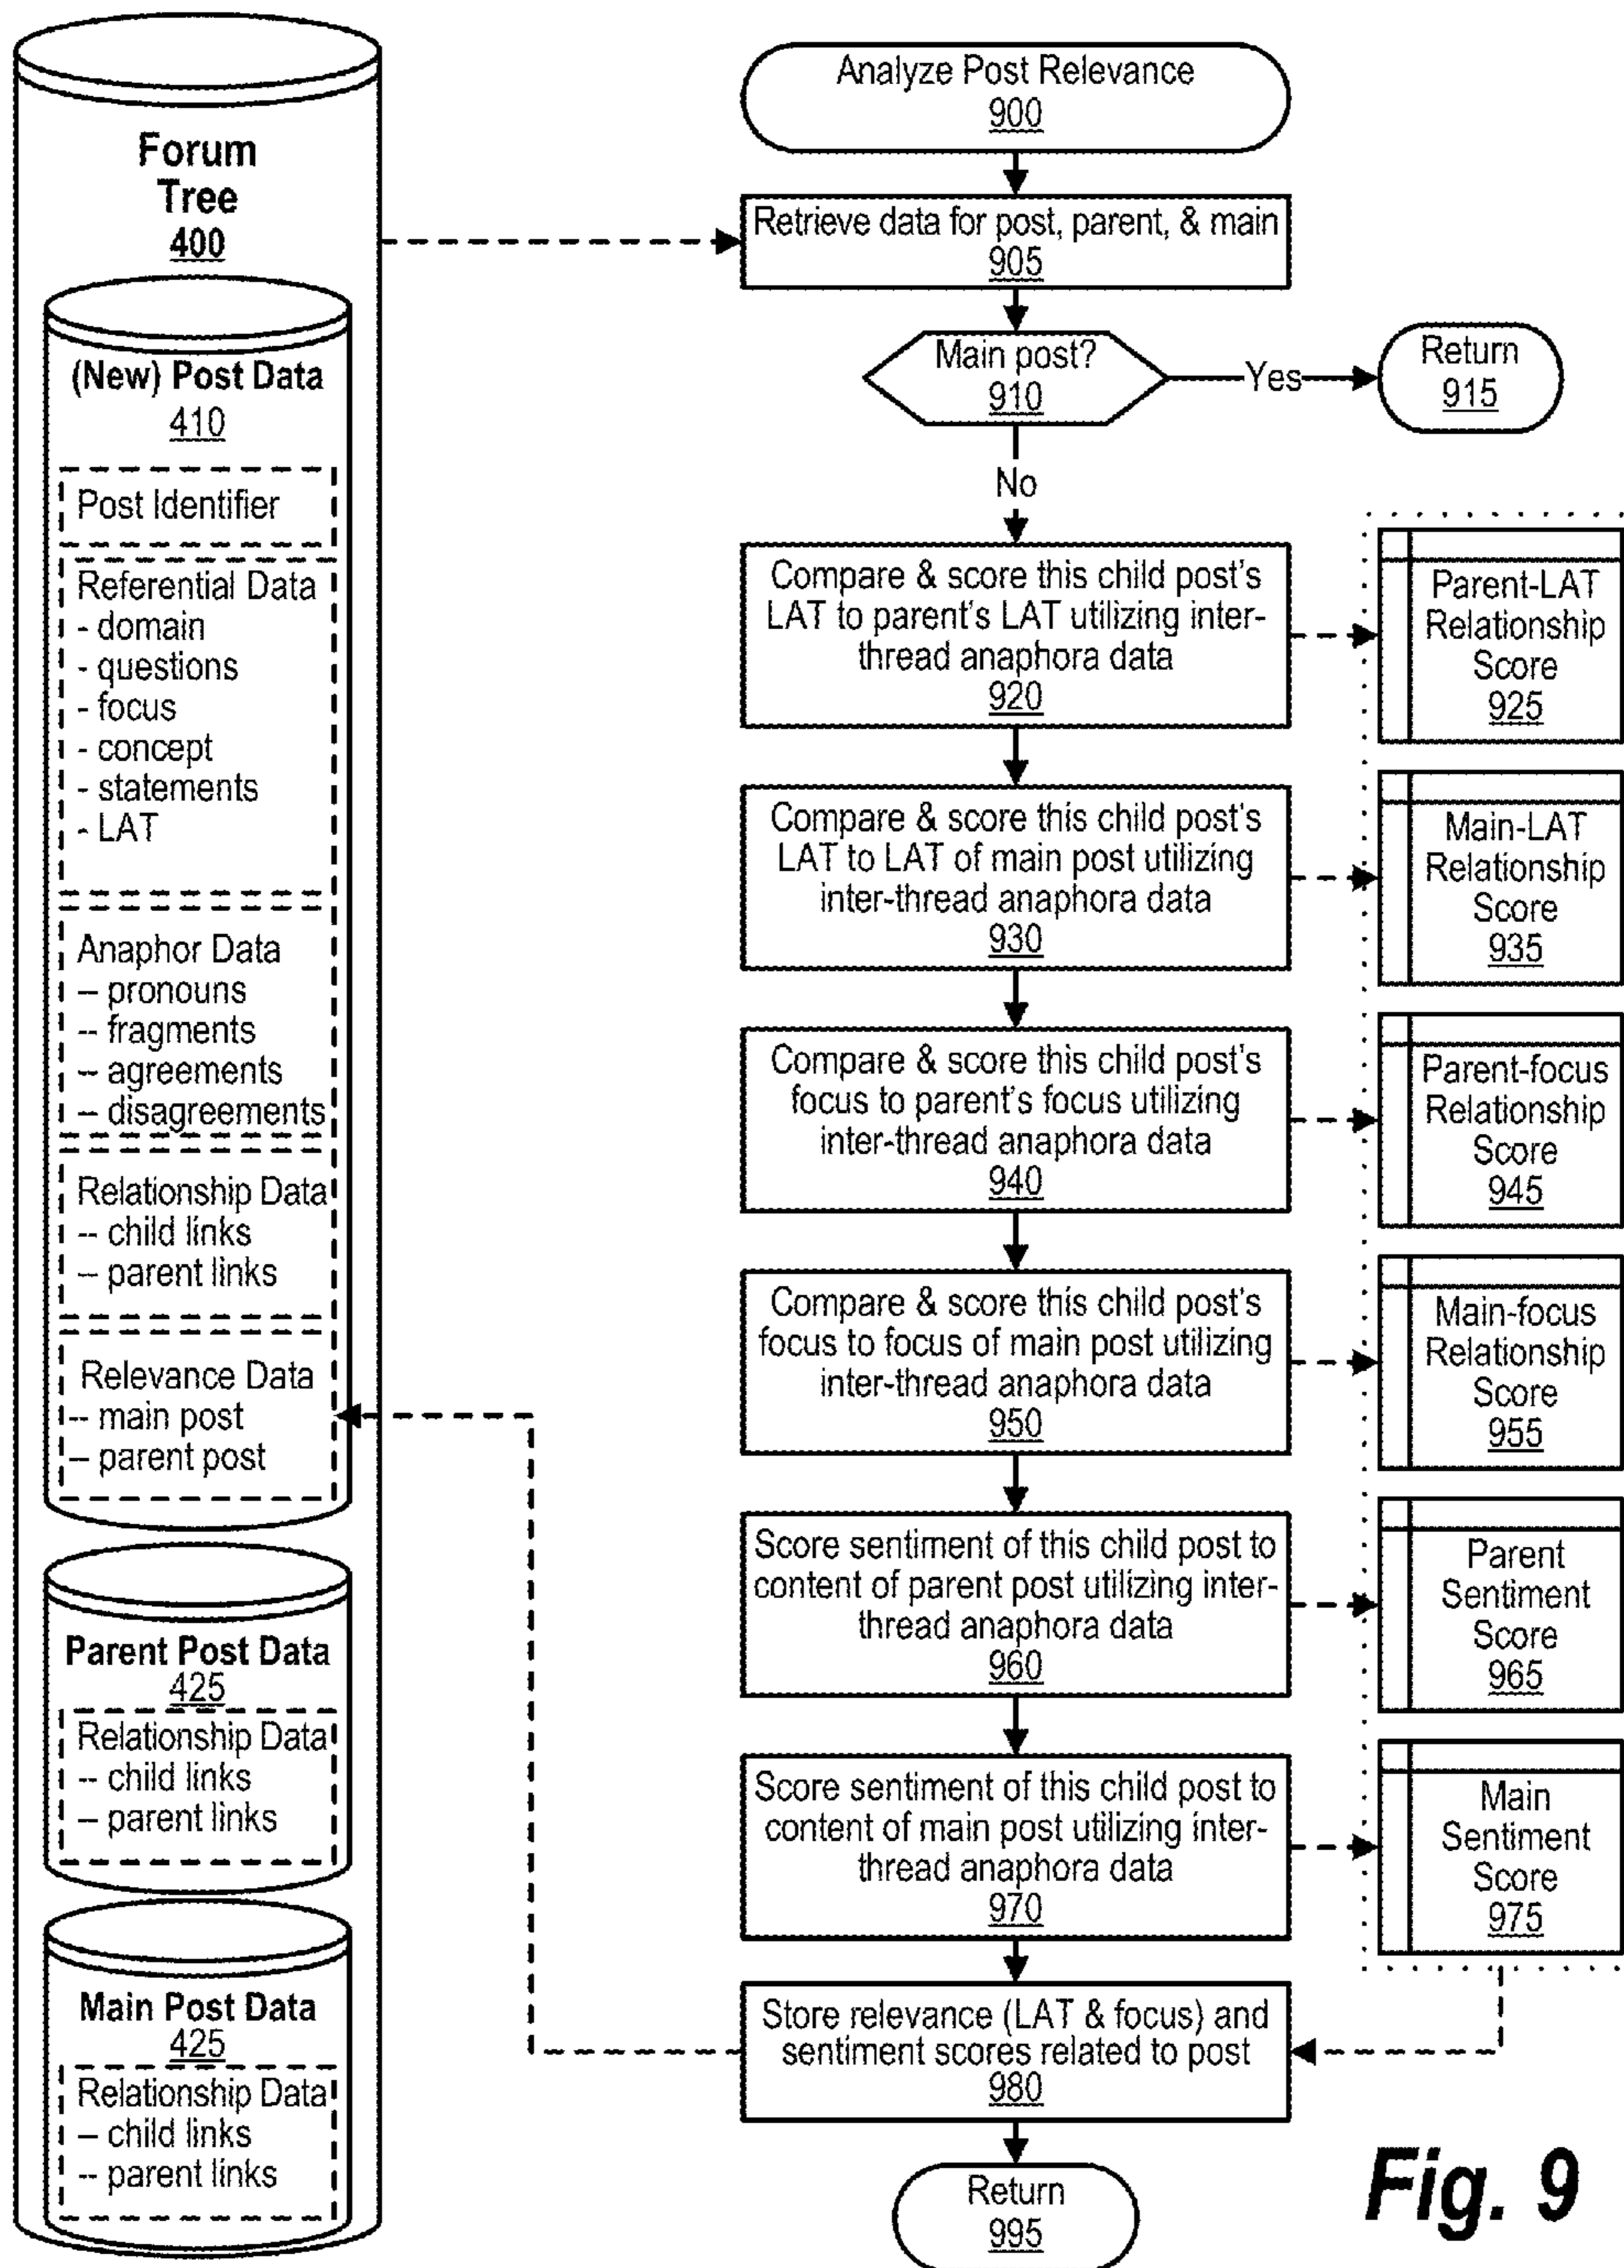 Forum
Tree
400
(New) Post Data
410
Post Identifier
Referential Data
- domain
- questions
- focus
- concept
- statements
- LAT
Anaphor Data
-- pronouns
-- fragments
-- agreements
-- disagreements
Relationship Data
-- child links
-- parent links
Relevance Data
-- main post
-- parent post
Parent Post Data
425
Relationship Data
-- child links
-- parent links
Main Post Data
425
Relationship Data
-- child links
-- parent links
Analyze Post Relevance
900
Retrieve data for post, parent, & main
905
Main post?
910
Yes
Return
915
No
Compare & score this child post's
LAT to parent's LAT utilizing inter-
thread anaphora data
920
Parent-LAT
Relationship
Score
925
Compare & score this child post's
LAT to LAT of main post utilizing
inter-thread anaphora data
930
Main-LAT
Relationship
Score
935
Compare & score this child post's
focus to parent's focus utilizing
inter-thread anaphora data
940
Parent-focus
Relationship
Score
945
Compare & score this child post's
focus to focus of main post utilizing
inter-thread anaphora data
950
Main-focus
Relationship
Score
955
Score sentiment of this child post to
content of parent post utilizing inter-
thread anaphora data
960
Parent
Sentiment
Score
965
Score sentiment of this child post to
content of main post utilizing inter-
thread anaphora data
970
Main
Sentiment
Score
975
Store relevance (LAT & focus) and
sentiment scores related to post
980
Return
995
Fig. 9